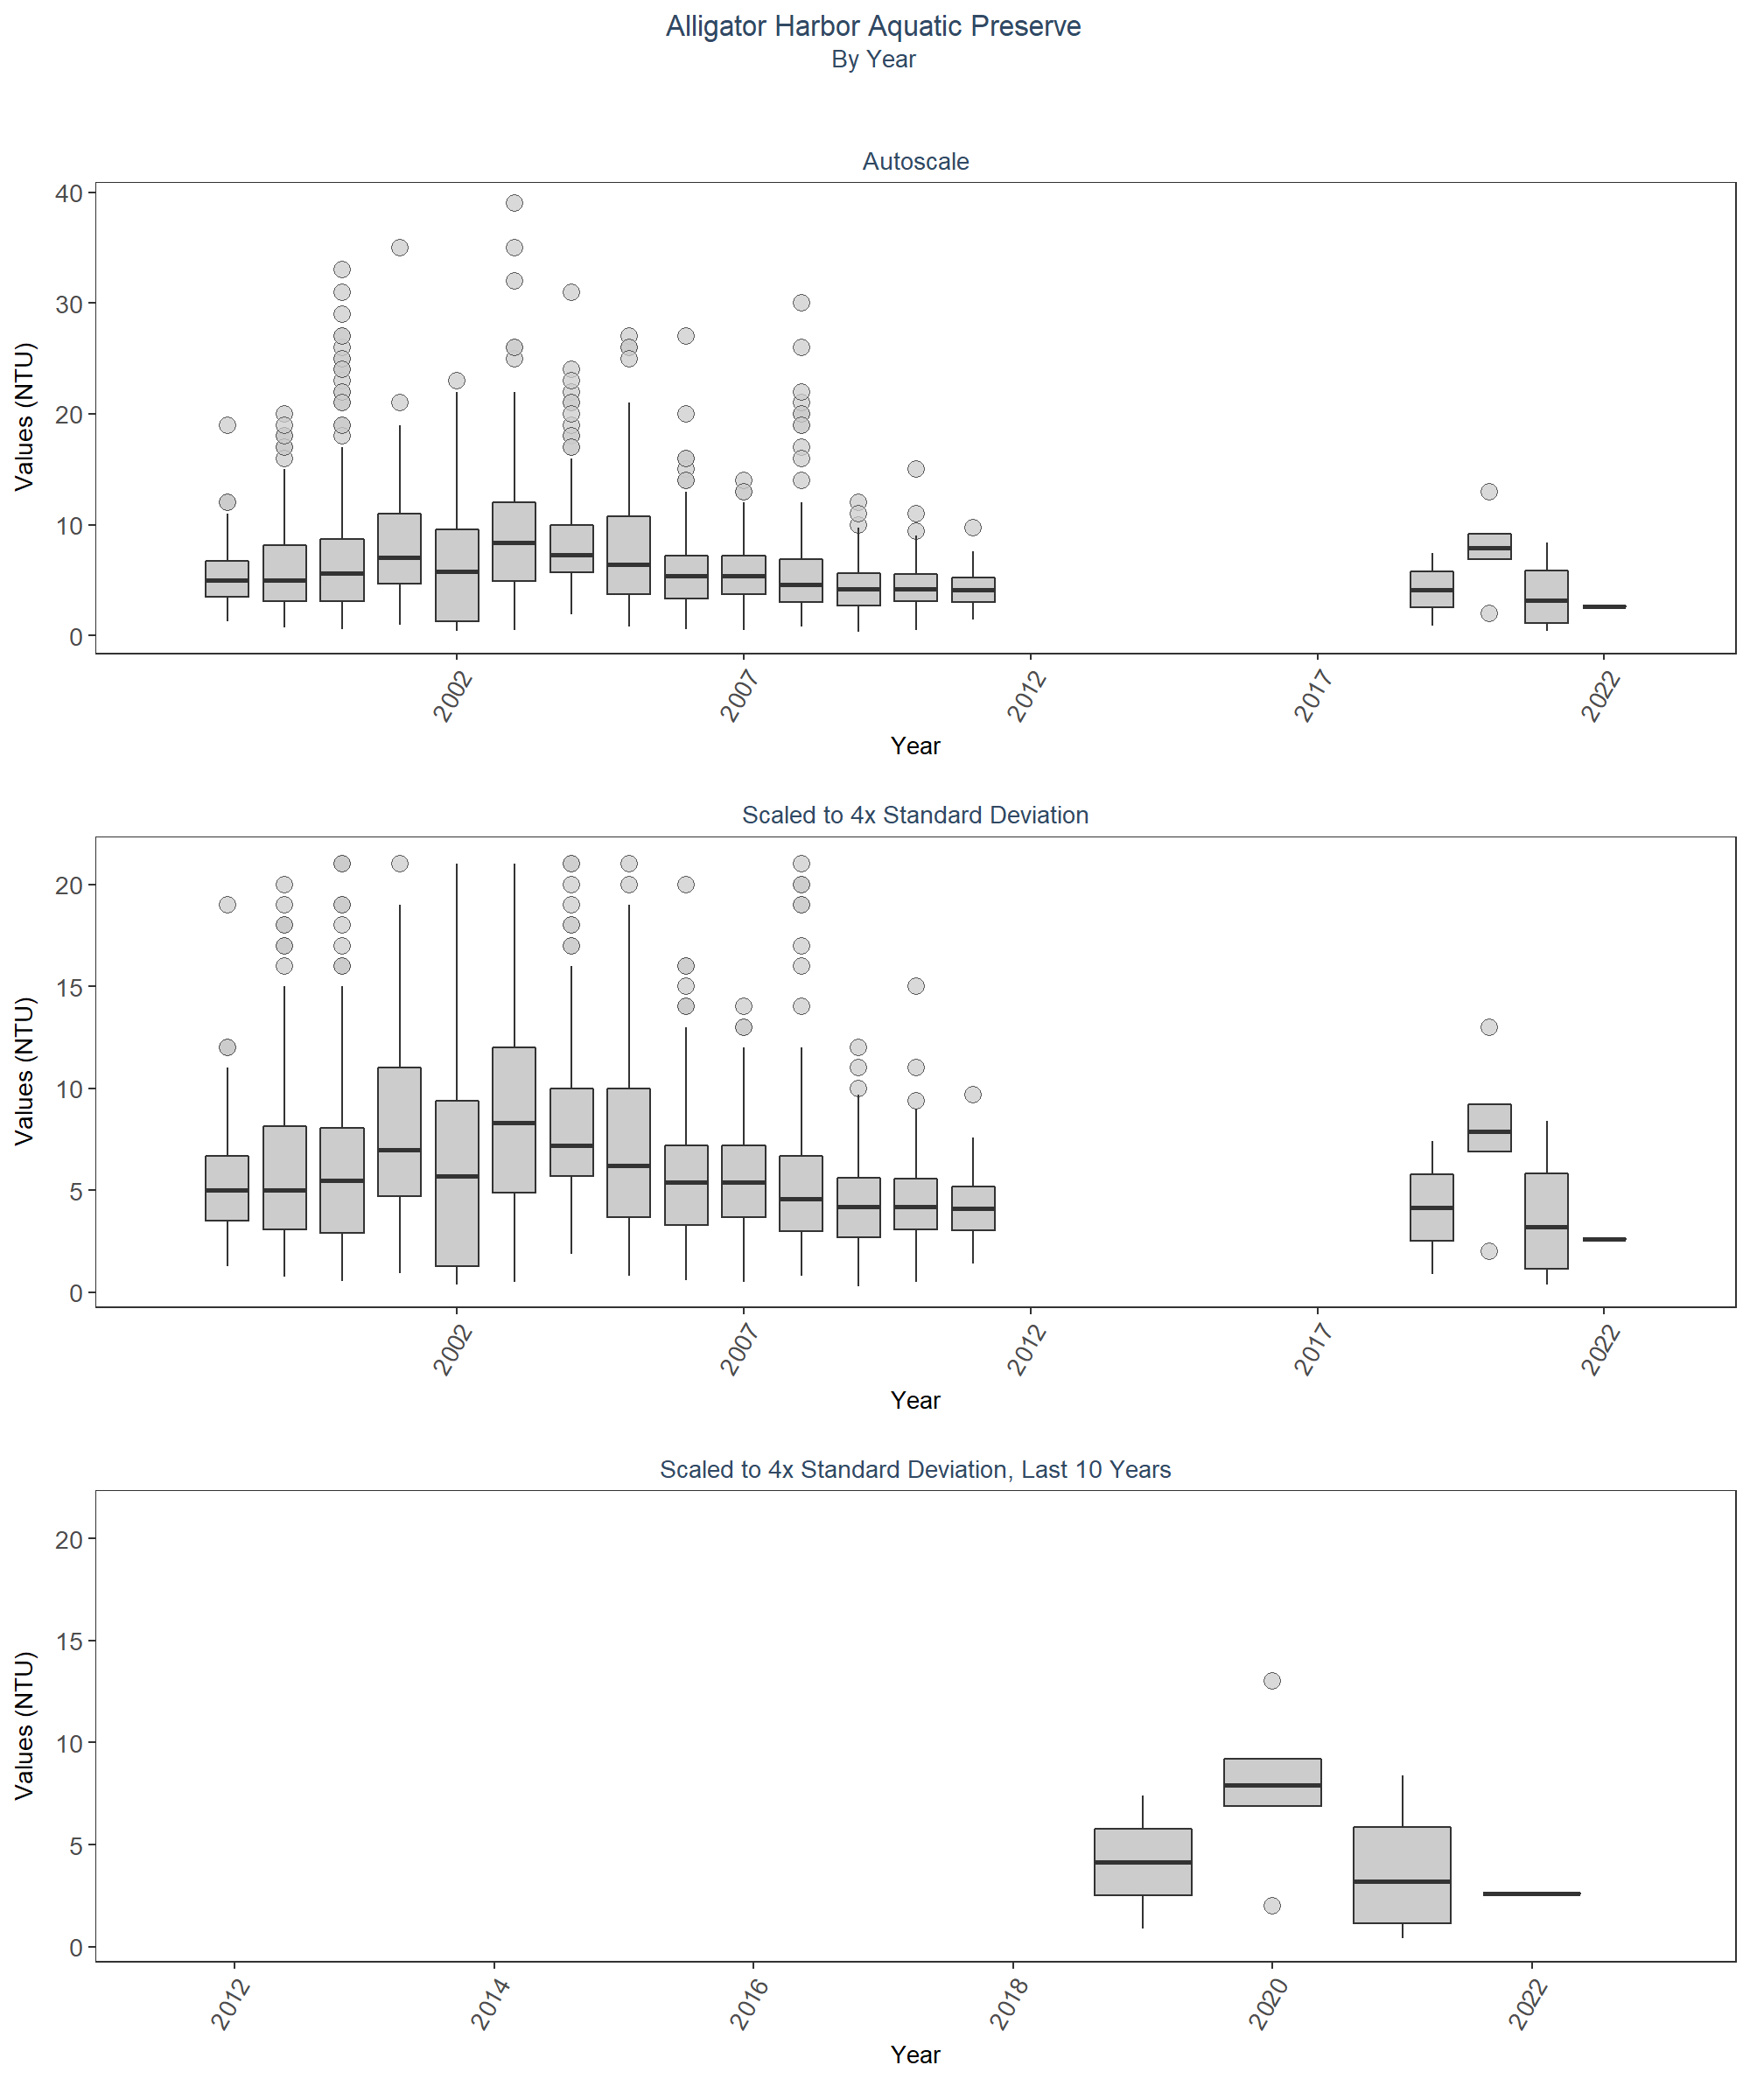 Alligator Harbor Aquatic Preserve
By Year
Autoscale
Values (NTU)
40
30
20
10
0
2002
2007
2012
2017
2022
Year
Scaled to 4x Standard Deviation
Values (NTU)
20
15
10
5
0
2002
2007
2012
2017
2022
Year
Scaled to 4x Standard Deviation, Last 10 Years
Values (NTU)
20
15
10
5
0
2012
2014
2016
2018
2020
2022
Year